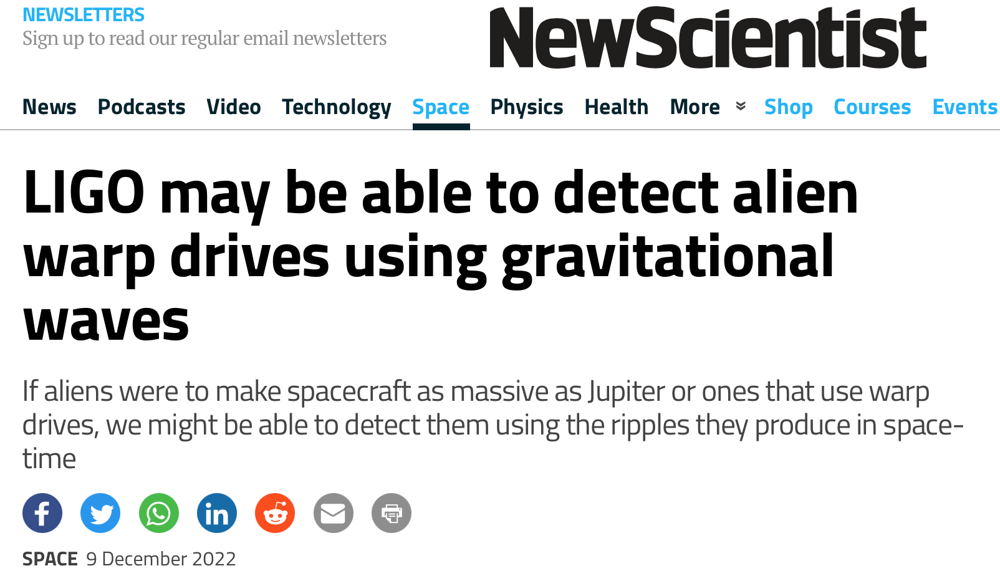 NEWSLETTERS
Sign up to read our regular email newsletters
NewScientist
News Podcasts Video Technology Space Physics Health More Shop Courses Events
LIGO may be able to detect alien
warp drives using gravitational
waves
If aliens were to make spacecraft as massive as Jupiter or ones that use warp
drives, we might be able to detect them using the ripples they produce in space-
time
SPACE 9 December 2022